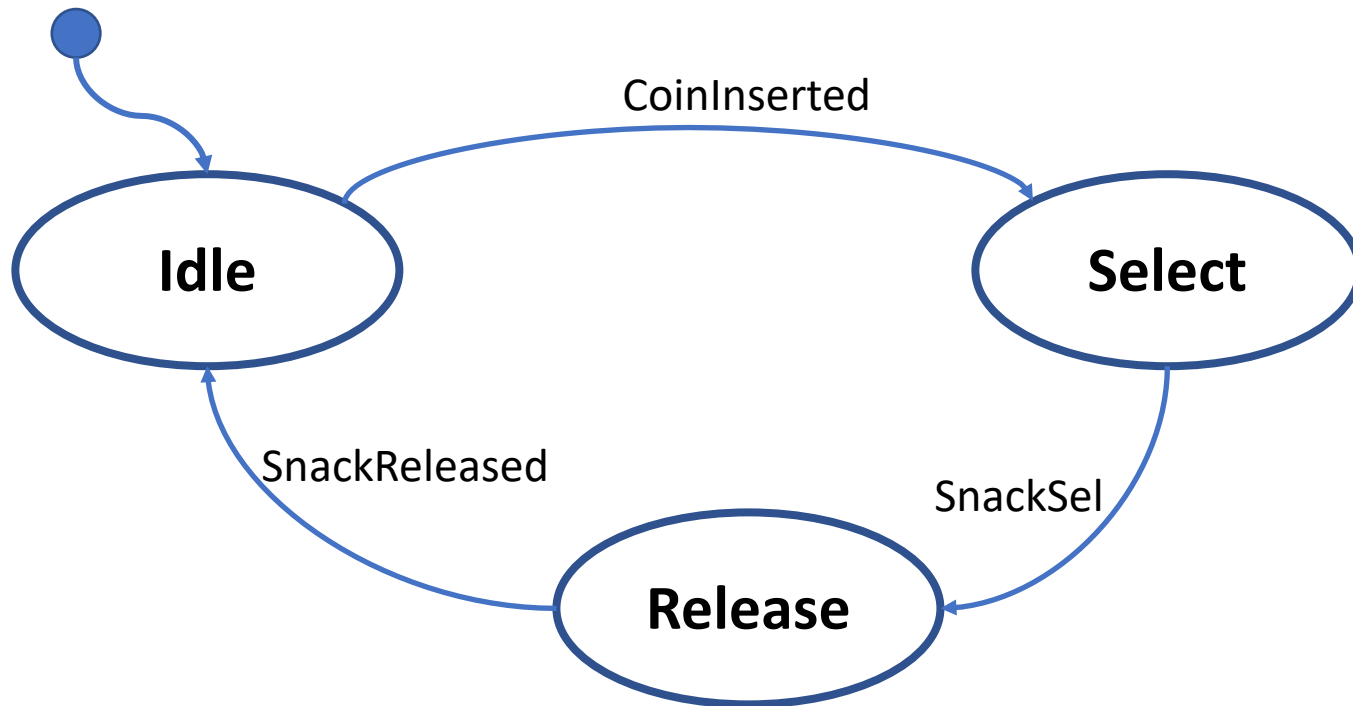 CoinInserted
Idle
Select
SnackReleased
SnackSel
Release